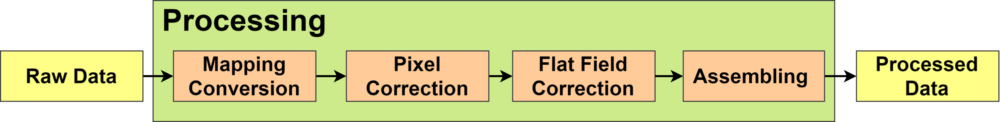 Processing
Raw Data
Mapping
Conversion
Pixel
Correction
Flat Field
Correction
Assembling
Processed
Data